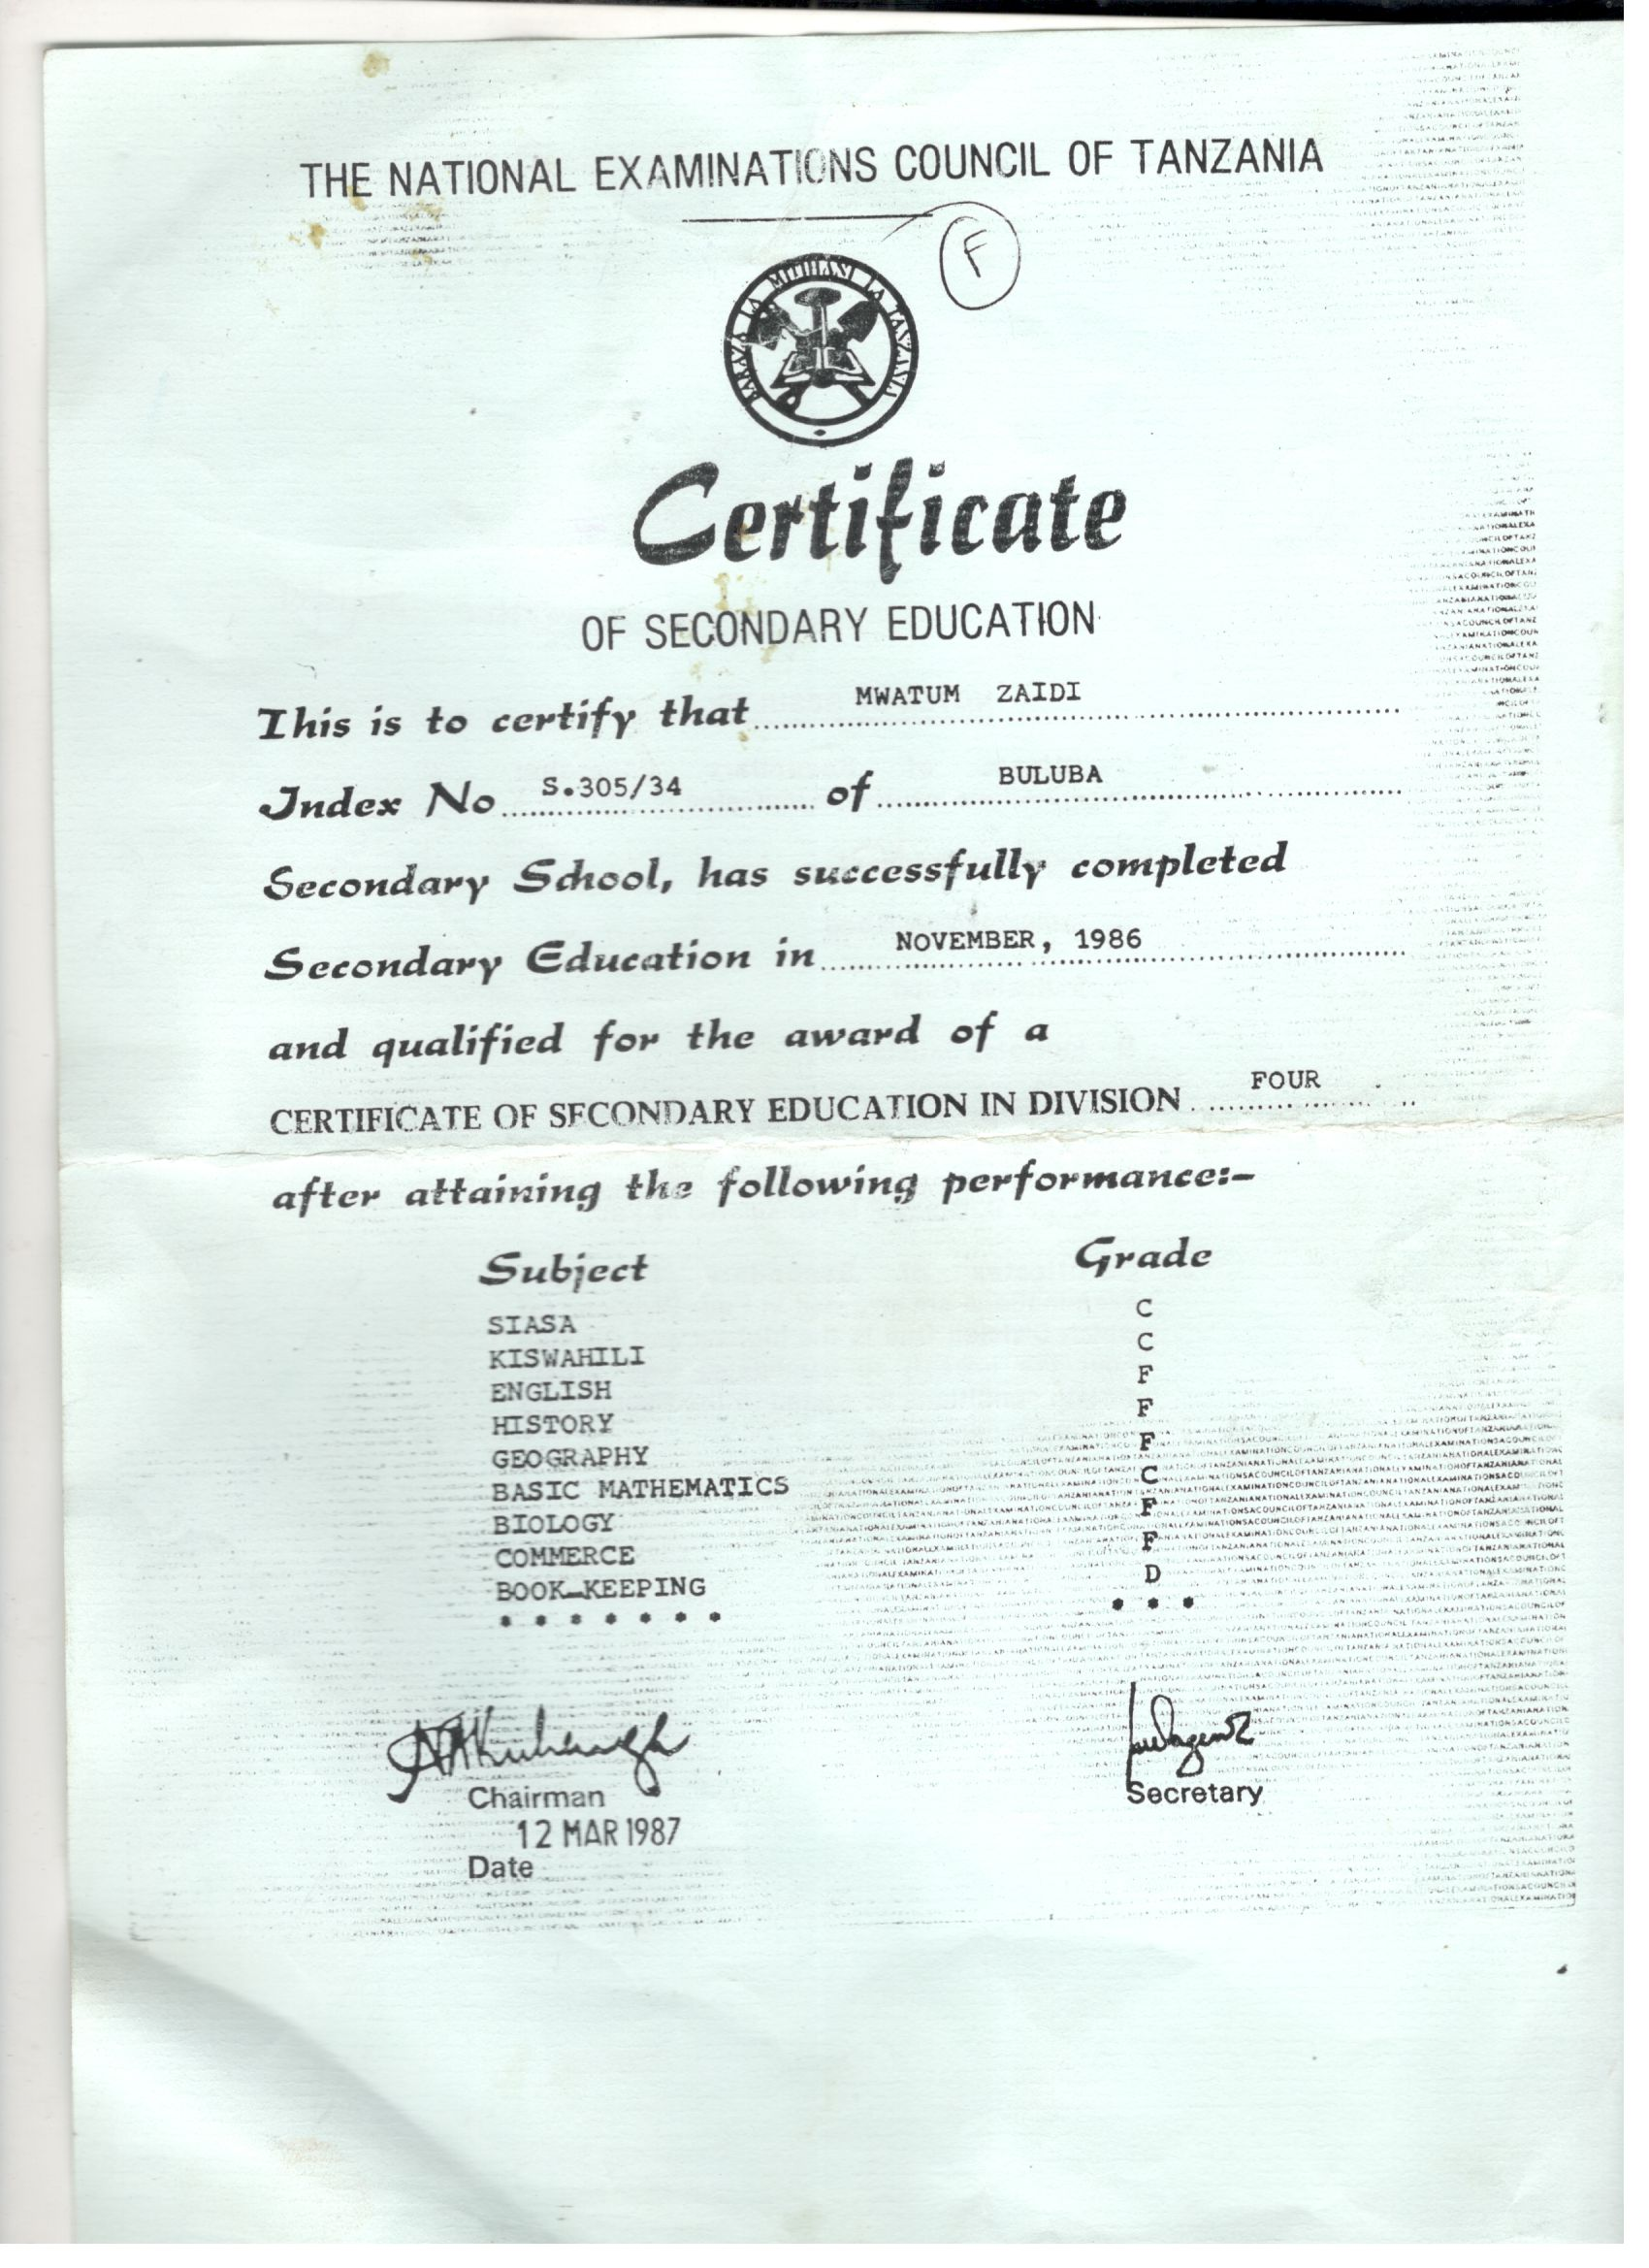 THE NATIONAL EXAMINATIONS COUNCIL OF TANZANIA
F
BARAZA LA MITIHANI LA TANZANIA
Certificate
OF SECONDARY EDUCATION
This is to certify that MWATUM ZAIDI
Index No S.305/34 of BULUBA
Secondary School, has successfully completed
Secondary Education in NOVEMBER, 1986
and qualified for the award of a
CERTIFICATE OF SECONDARY EDUCATION IN DIVISION FOUR
after attaining the following performance:-
Subject Grade
SIASA C
KISWAHILI C
ENGLISH F
HISTORY F
GEOGRAPHY F
BASIC MATHEMATICS C
BIOLOGY F
COMMERCE F
BOOK-KEEPING D
Chairman Secretary
12 MAR 1987
Date